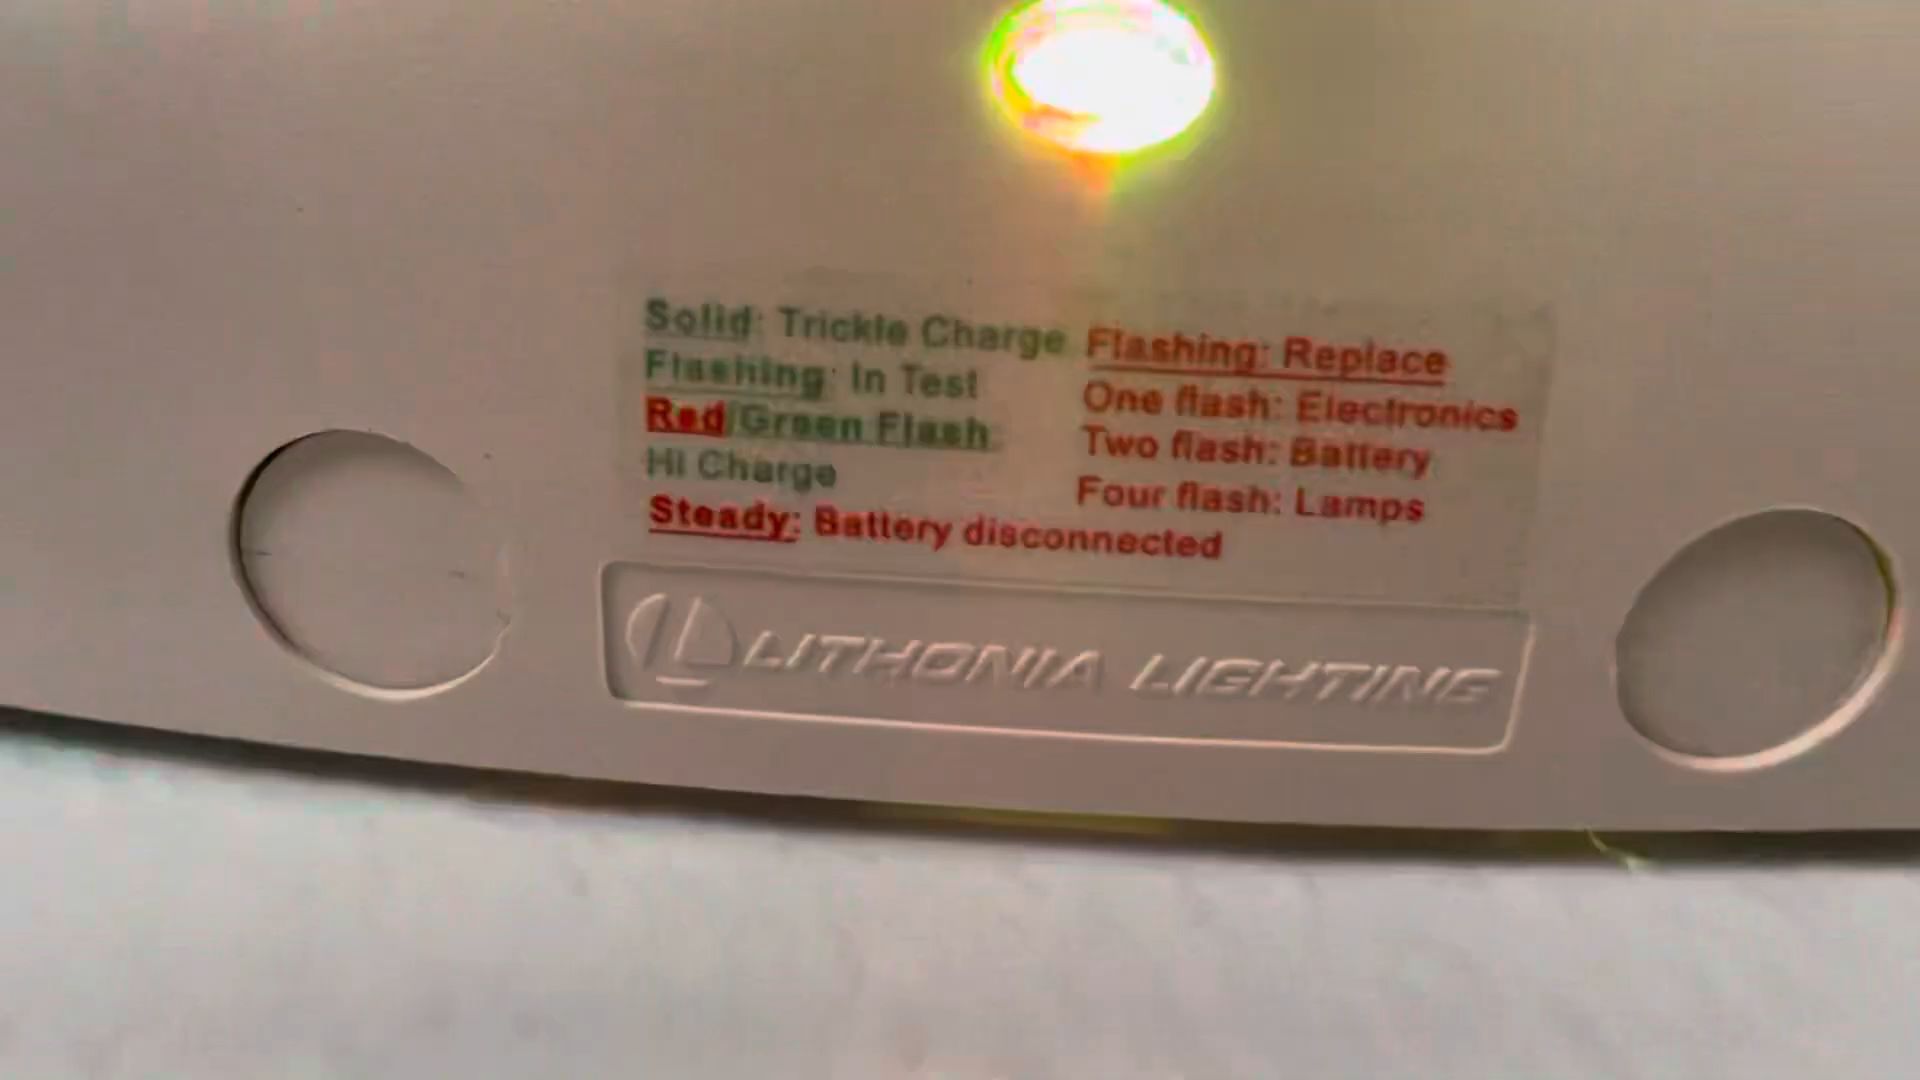 Solid: Trickle Charge
Flashing: In Test
Red/Green Flash:
Hi Charge
Steady: Battery disconnected
Flashing: Replace
One flash: Electronics
Two flash: Battery
Four flash: Lamps
LITHONIA LIGHTING